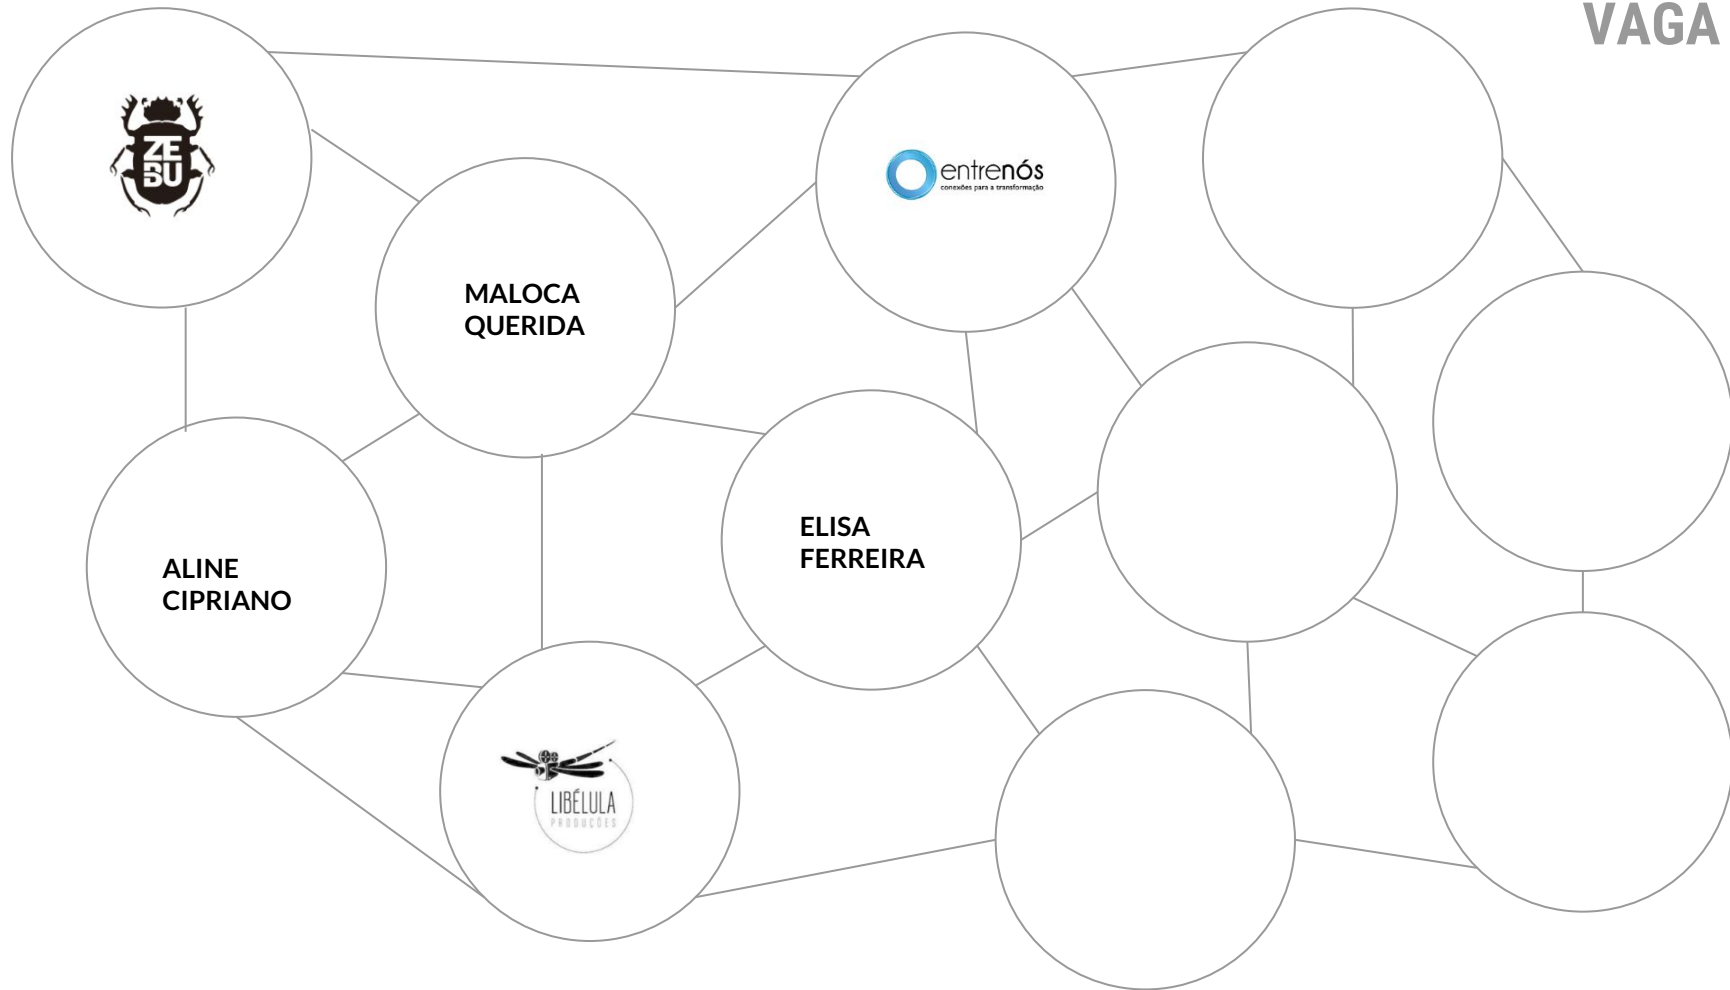 VAGA
ZE
BU
entrenós
conexões para a transformação
MALOCA
QUERIDA
ELISA
FERREIRA
ALINE
CIPRIANO
LIBÉLULA
PRODUÇÕES